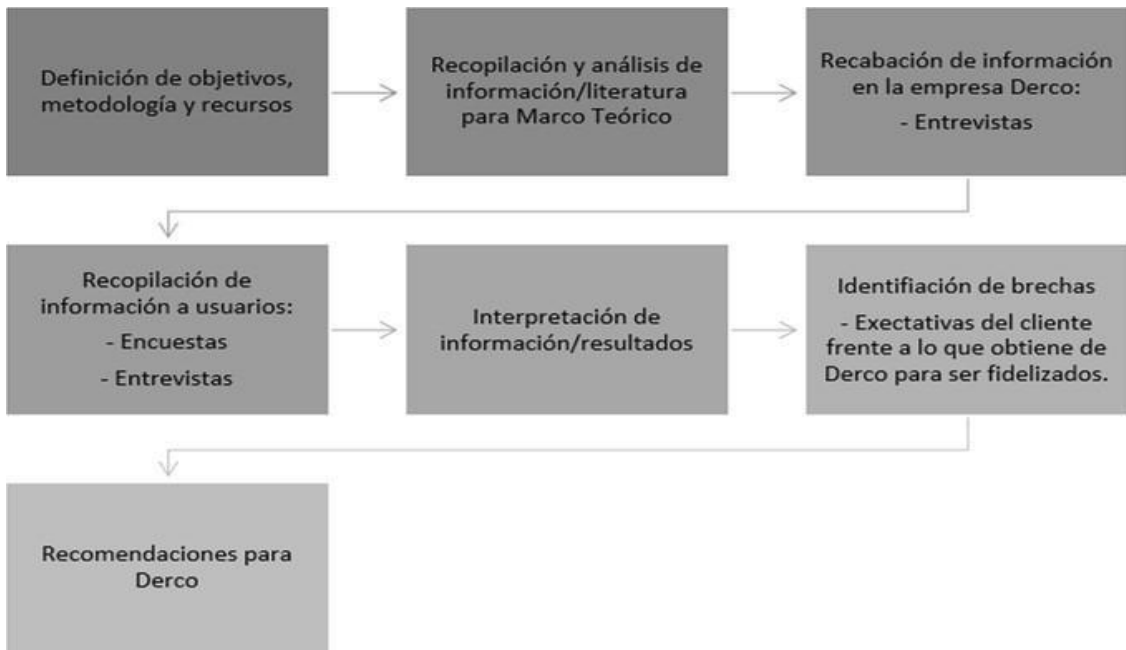 Definición de objetivos,
metodología y recursos
Recopilación y análisis de
información/literatura
para Marco Teórico
Recabación de información
en la empresa Derco:
- Entrevistas
Recopilación de
información a usuarios:
- Encuestas
- Entrevistas
Interpretación de
información/resultados
Identifiación de brechas
- Exectativas del cliente
frente a lo que obtiene de
Derco para ser fidelizados.
Recomendaciones para
Derco